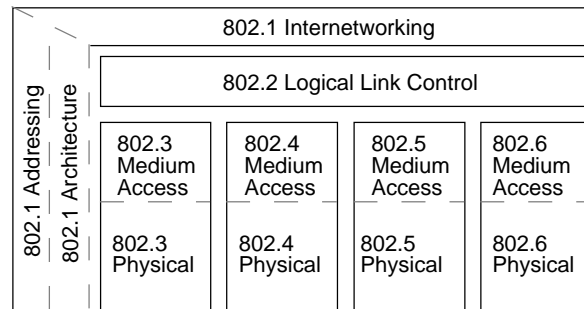 802.1 Internetworking
802.1 Addressing
802.1 Architecture
802.2 Logical Link Control
802.3
Medium
Access
802.4
Medium
Access
802.5
Medium
Access
802.6
Medium
Access
802.3
Physical
802.4
Physical
802.5
Physical
802.6
Physical